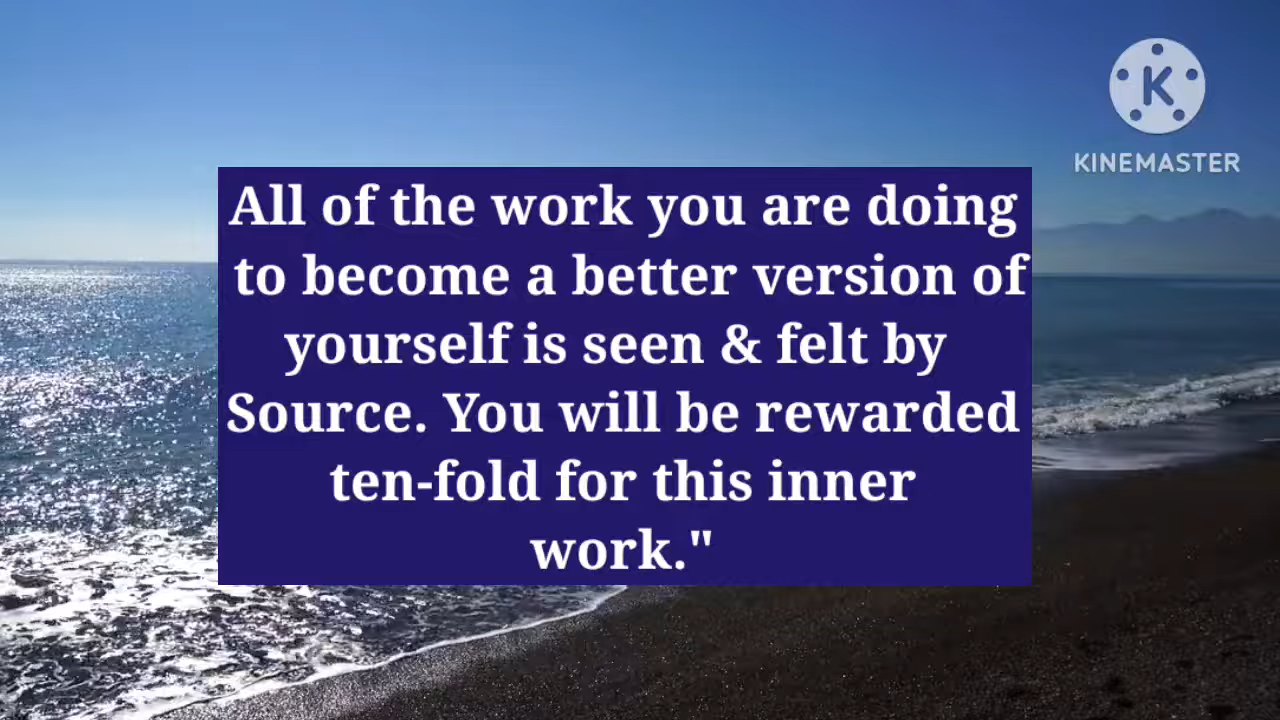 K
KINEMASTER
All of the work you are doing
to become a better version of
yourself is seen & felt by
Source. You will be rewarded
ten-fold for this inner
work."